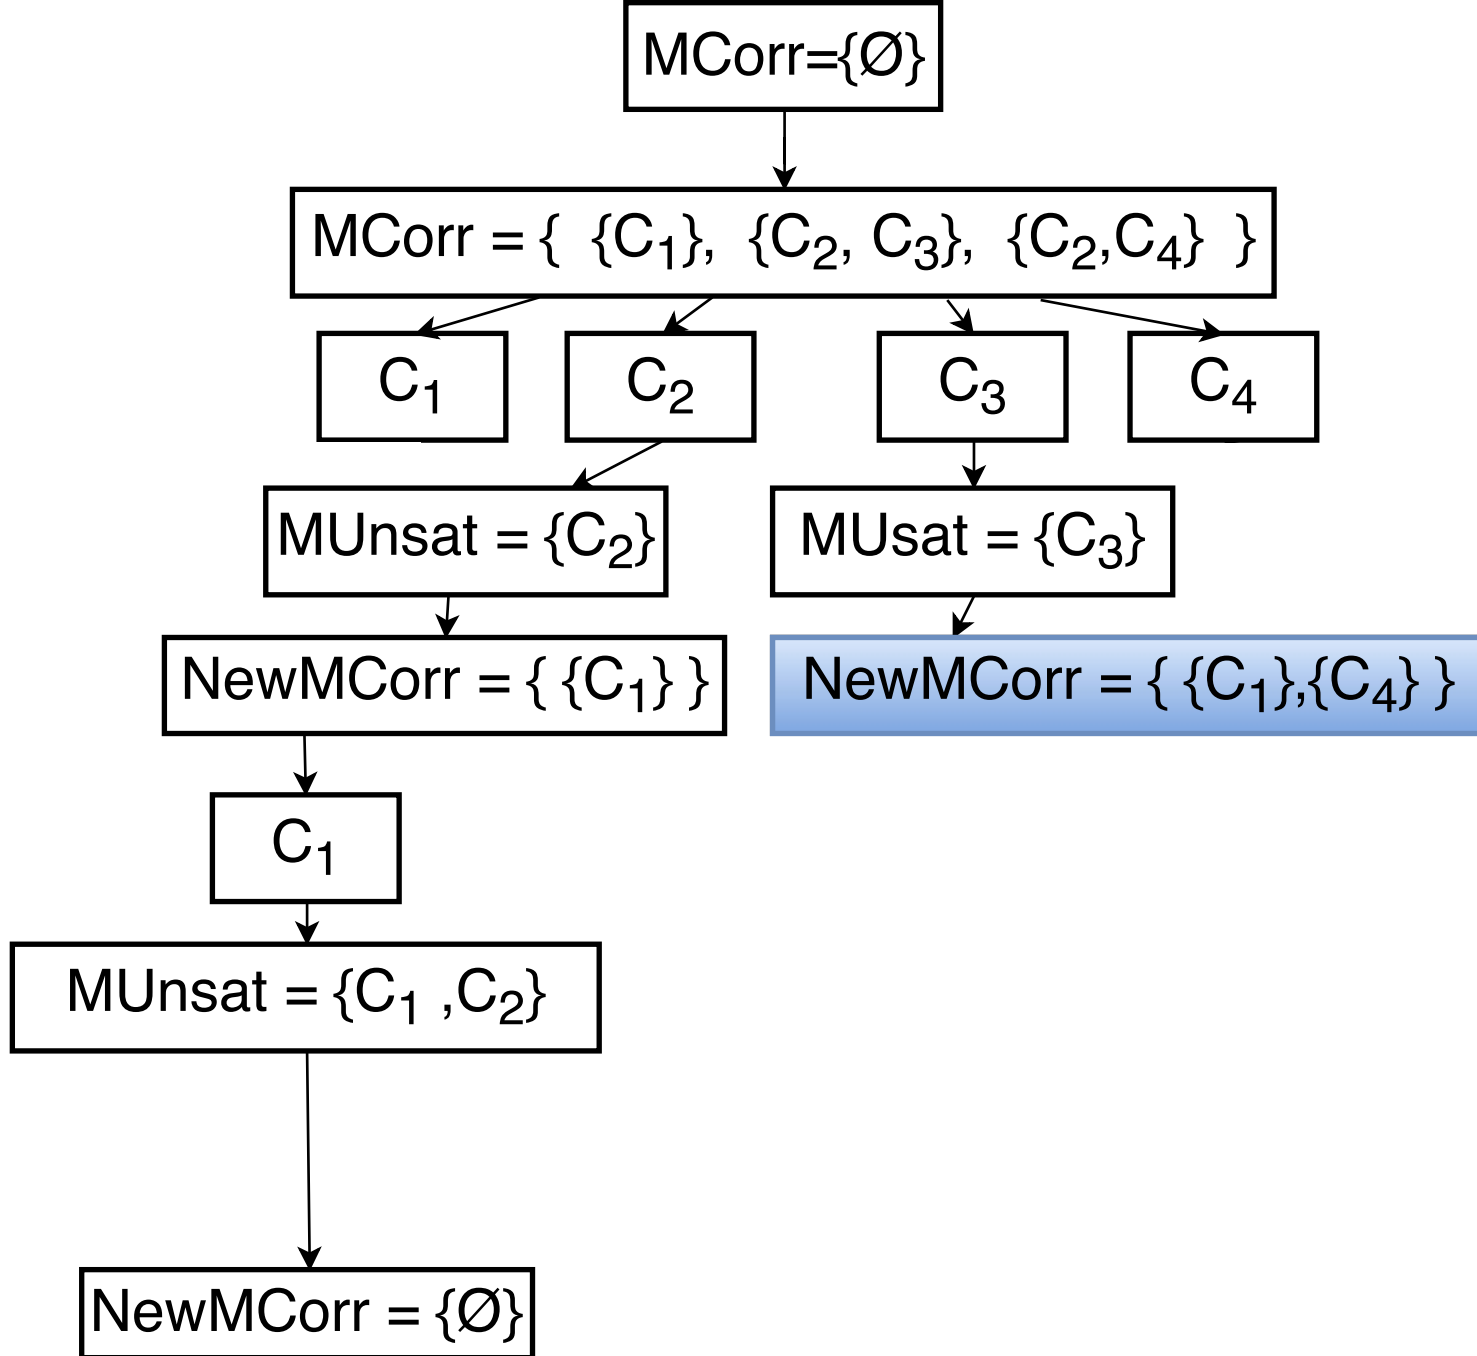 MCorr={Ø}
MCorr = { {C₁}, {C₂, C₃}, {C₂,C₄} }
C₁ C₂ C₃ C₄
MUnsat = {C₂} MUsat = {C₃}
NewMCorr = { {C₁} } NewMCorr = { {C₁},{C₄} }
C₁
MUnsat = {C₁ ,C₂}
NewMCorr = {Ø}